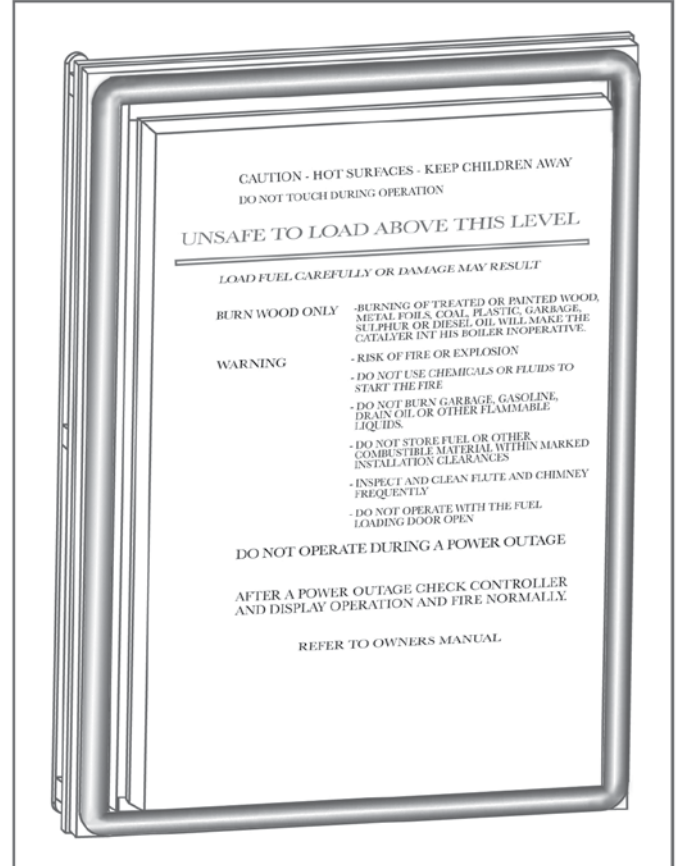 CAUTION - HOT SURFACES - KEEP CHILDREN AWAY
DO NOT TOUCH DURING OPERATION
UNSAFE TO LOAD ABOVE THIS LEVEL
LOAD FUEL CAREFULLY OR DAMAGE MAY RESULT
BURN WOOD ONLY -BURNING OF TREATED OR PAINTED WOOD,
METAL FOILS, COAL, PLASTIC, GARBAGE,
SULPHUR OR DIESEL OIL WILL MAKE THE
CATALYER INT HIS BOILER INOPERATIVE.
WARNING - RISK OF FIRE OR EXPLOSION
- DO NOT USE CHEMICALS OR FLUIDS TO
START THE FIRE
- DO NOT BURN GARBAGE, GASOLINE,
DRAIN OIL OR OTHER FLAMMABLE
LIQUIDS.
- DO NOT STORE FUEL OR OTHER
COMBUSTIBLE MATERIAL WITHIN MARKED
INSTALLATION CLEARANCES
- INSPECT AND CLEAN FLUTE AND CHIMNEY
FREQUENTLY
- DO NOT OPERATE WITH THE FUEL
LOADING DOOR OPEN
DO NOT OPERATE DURING A POWER OUTAGE
AFTER A POWER OUTAGE CHECK CONTROLLER
AND DISPLAY OPERATION AND FIRE NORMALLY.
REFER TO OWNERS MANUAL